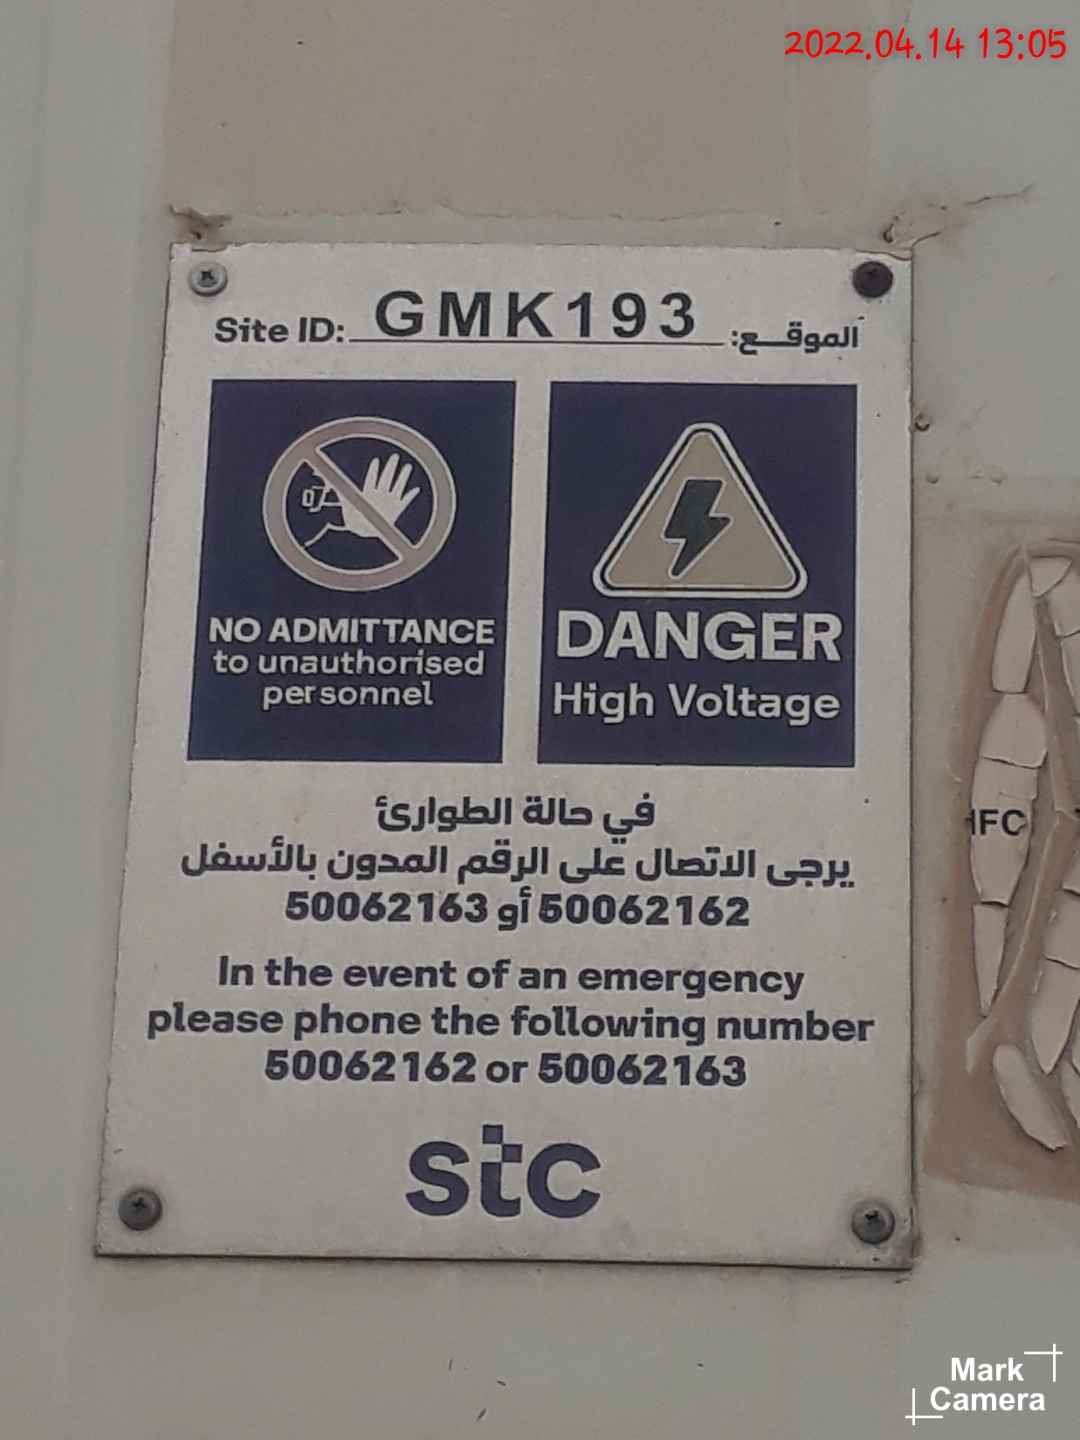 2022.04.14 13:05
Site ID: GMK193 الموقـــع:
NO ADMITTANCE
to unauthorised
personnel
DANGER
High Voltage
في حالة الطوارئ
يرجى الاتصال على الرقم المدون بالأسفل
50062162 أو 50062163
In the event of an emergency
please phone the following number
50062162 or 50062163
stc
Mark
Camera